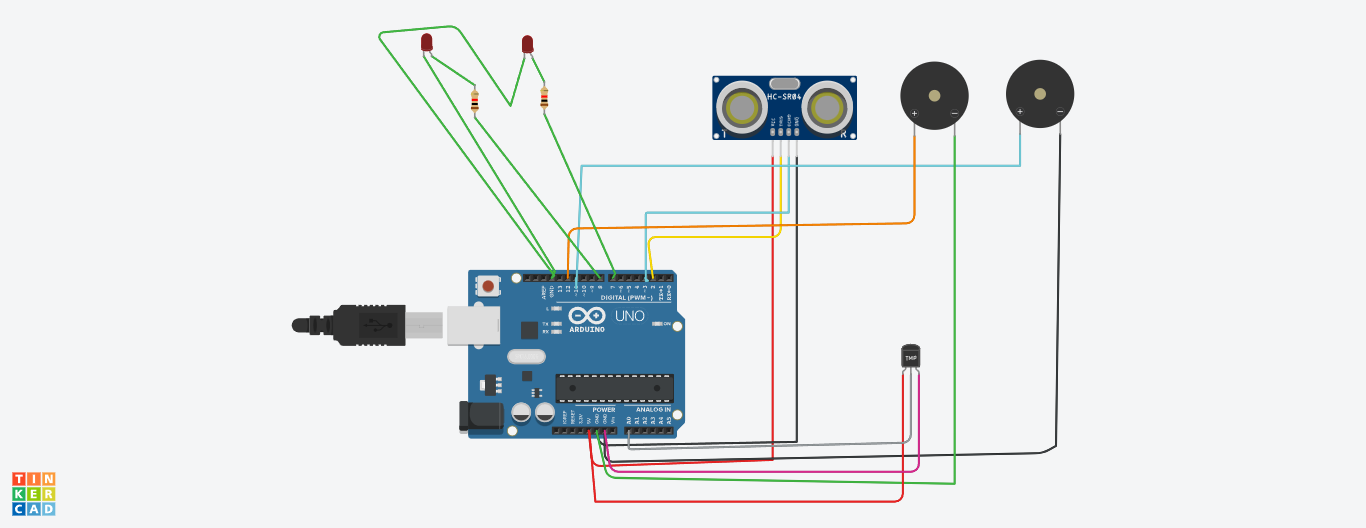 HC-SR04
VCC
TRIG
ECHO
GND
T
R
+
−
+
−
AREF
GND
13
12
~11
~10
~9
8
7
~6
~5
4
~3
2
TX→1
RX←0
DIGITAL (PWM~)
L
TX
RX
ARDUINO
UNO
ON
TMP
POWER
ANALOG IN
IOREF
RESET
3.3V
5V
GND
GND
Vin
A0
A1
A2
A3
A4
A5
TIN
KER
CAD